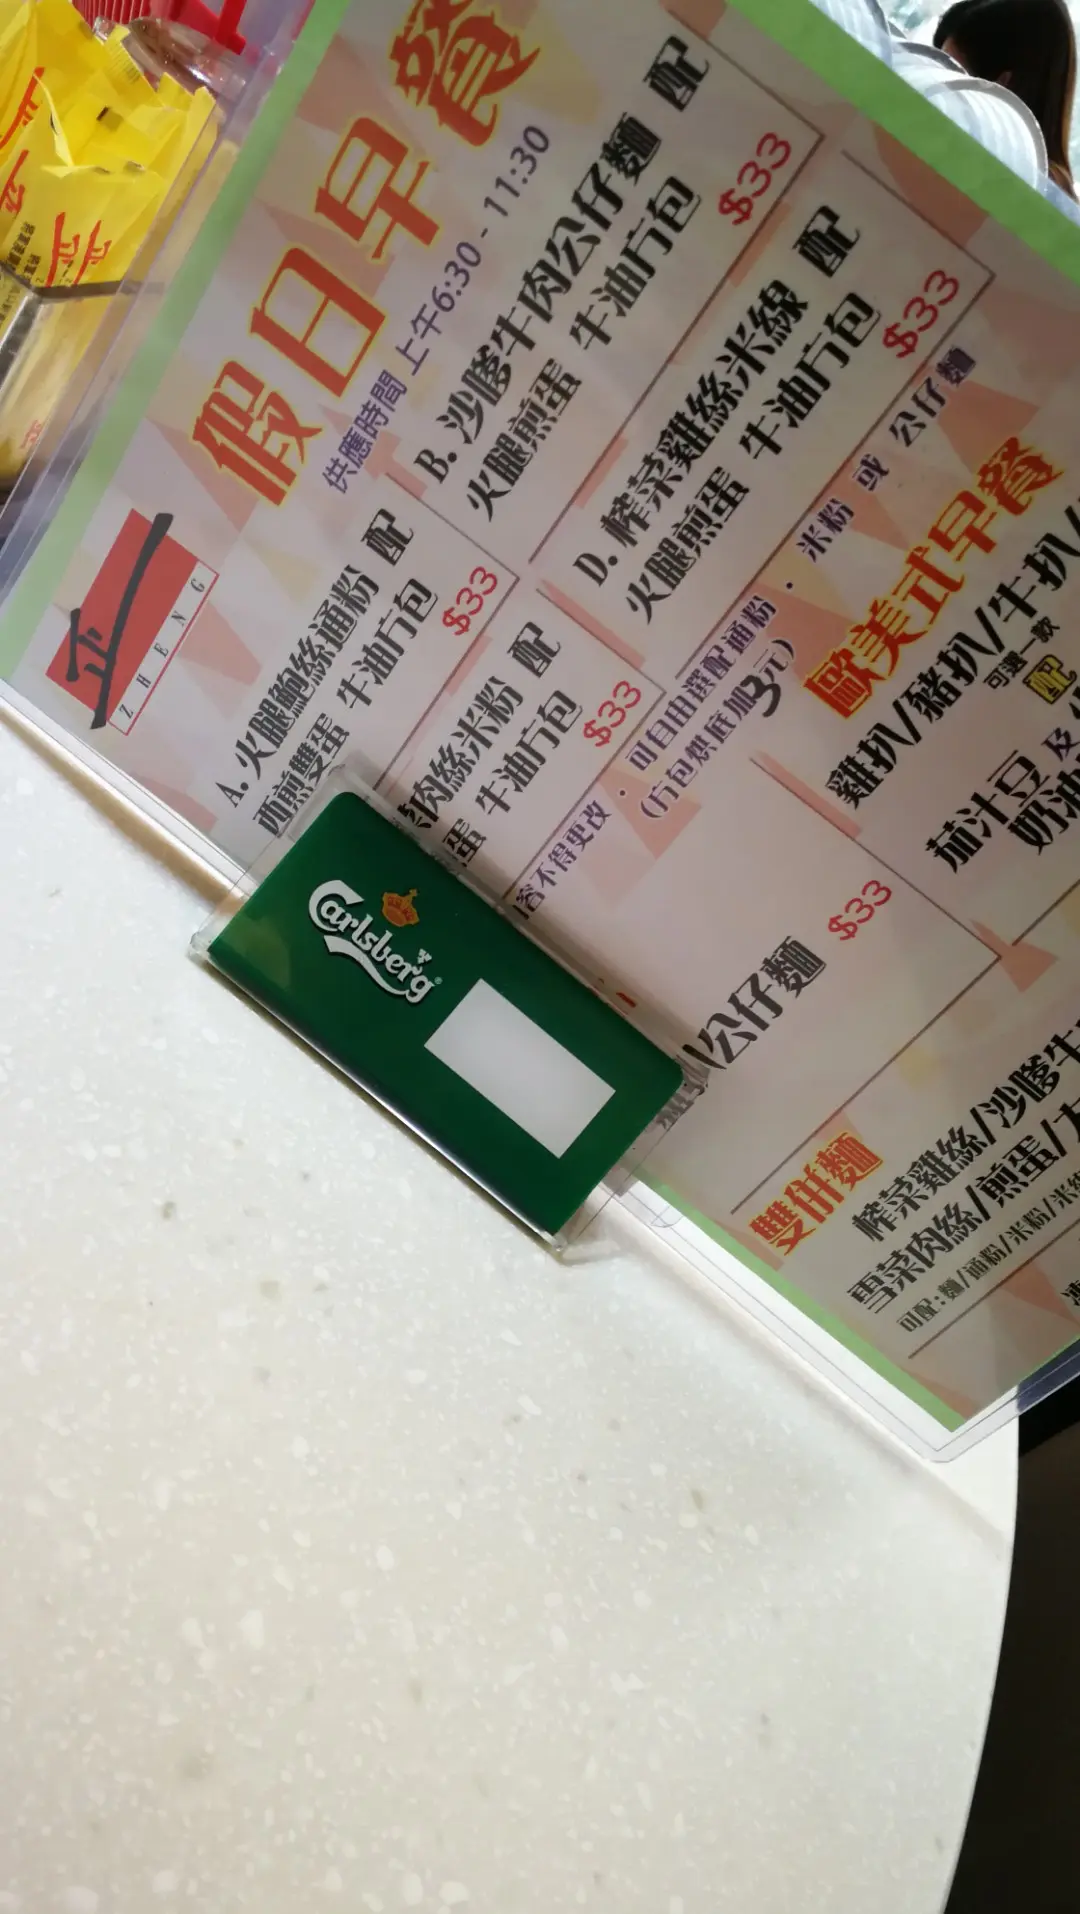 假日早餐
供應時間 上午6:30 - 11:30
正
ZHENG
A. 火腿鮑絲通粉 配
西煎雙蛋 牛油方包
$33
B. 沙爹牛肉公仔麵 配
火腿煎蛋 牛油方包
$33
菜肉絲米粉 配
蛋 牛油方包
$33
D. 榨菜雞絲米線 配
火腿煎蛋 牛油方包
$33
容不得更改 · 可自由選配通粉 · 米粉 或 公仔麵
(方包烘底加3元)
公仔麵
$33
歐美式早餐
雞扒/豬扒/牛扒/
可選一款
配
茄汁豆 及
奶油
雙併麵
榨菜雞絲/沙爹牛
雪菜肉絲/煎蛋/
可配：麵/通粉/米粉/米線
Carlsberg